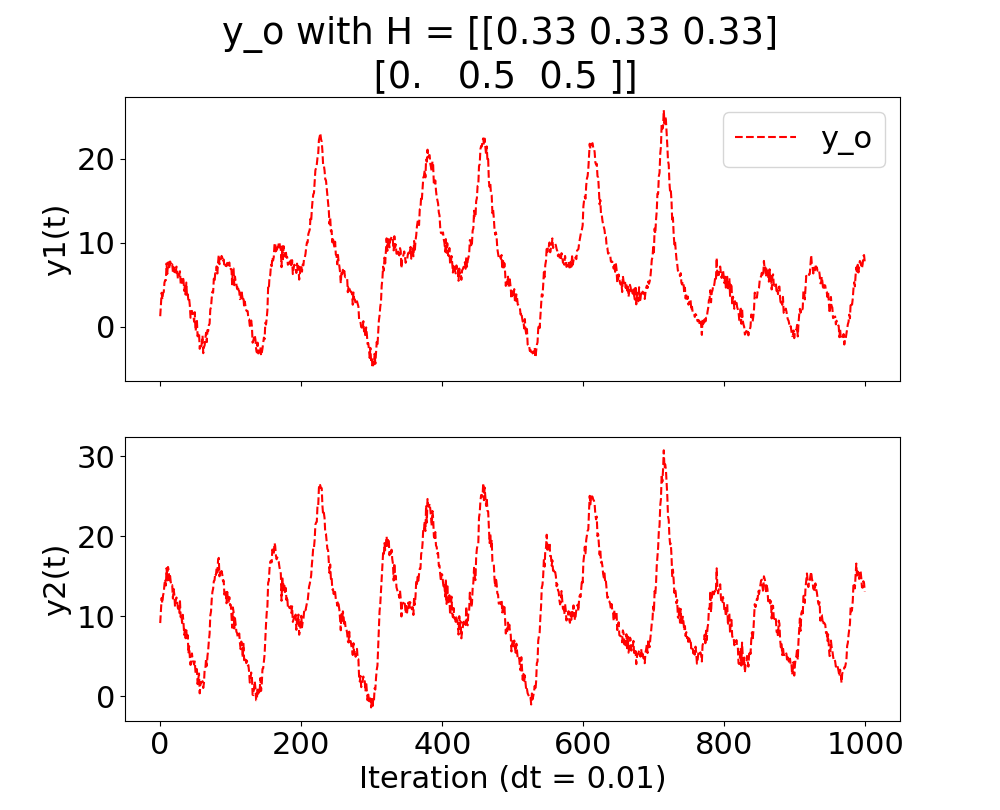 y_o with H = [[0.33 0.33 0.33]
[0.   0.5  0.5 ]]
y_o
20
10
0
y1(t)
30
20
10
0
y2(t)
0 200 400 600 800 1000
Iteration (dt = 0.01)